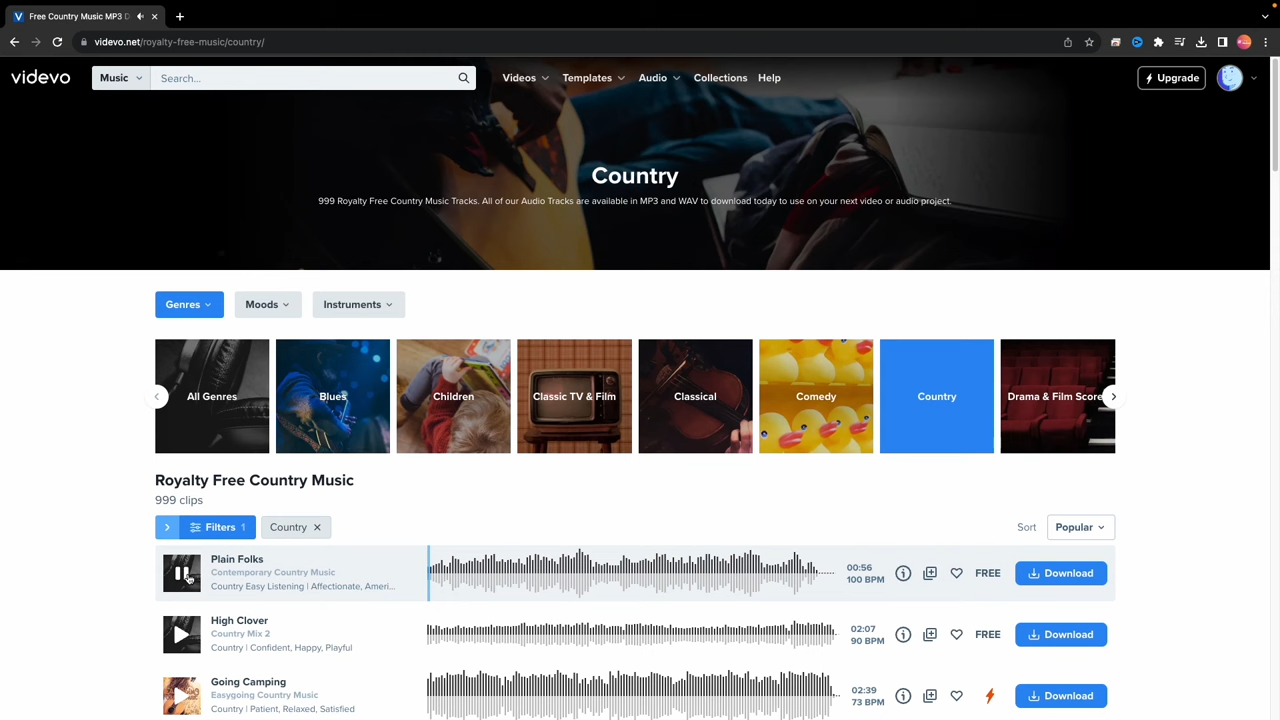 Free Country Music MP3 D
videvo.net/royalty-free-music/country/
videvo
Music
Search...
Videos
Templates
Audio
Collections
Help
Upgrade
Country
999 Royalty Free Country Music Tracks. All of our Audio Tracks are available in MP3 and WAV to download today to use on your next video or audio project.
Genres
Moods
Instruments
All Genres
Blues
Children
Classic TV & Film
Classical
Comedy
Country
Drama & Film Score
Royalty Free Country Music
999 clips
Filters 1
Country
Sort
Popular
Plain Folks
Contemporary Country Music
Country Easy Listening | Affectionate, Ameri...
00:56
100 BPM
FREE
Download
High Clover
Country Mix 2
Country | Confident, Happy, Playful
02:07
90 BPM
FREE
Download
Going Camping
Easygoing Country Music
Country | Patient, Relaxed, Satisfied
02:39
73 BPM
Download